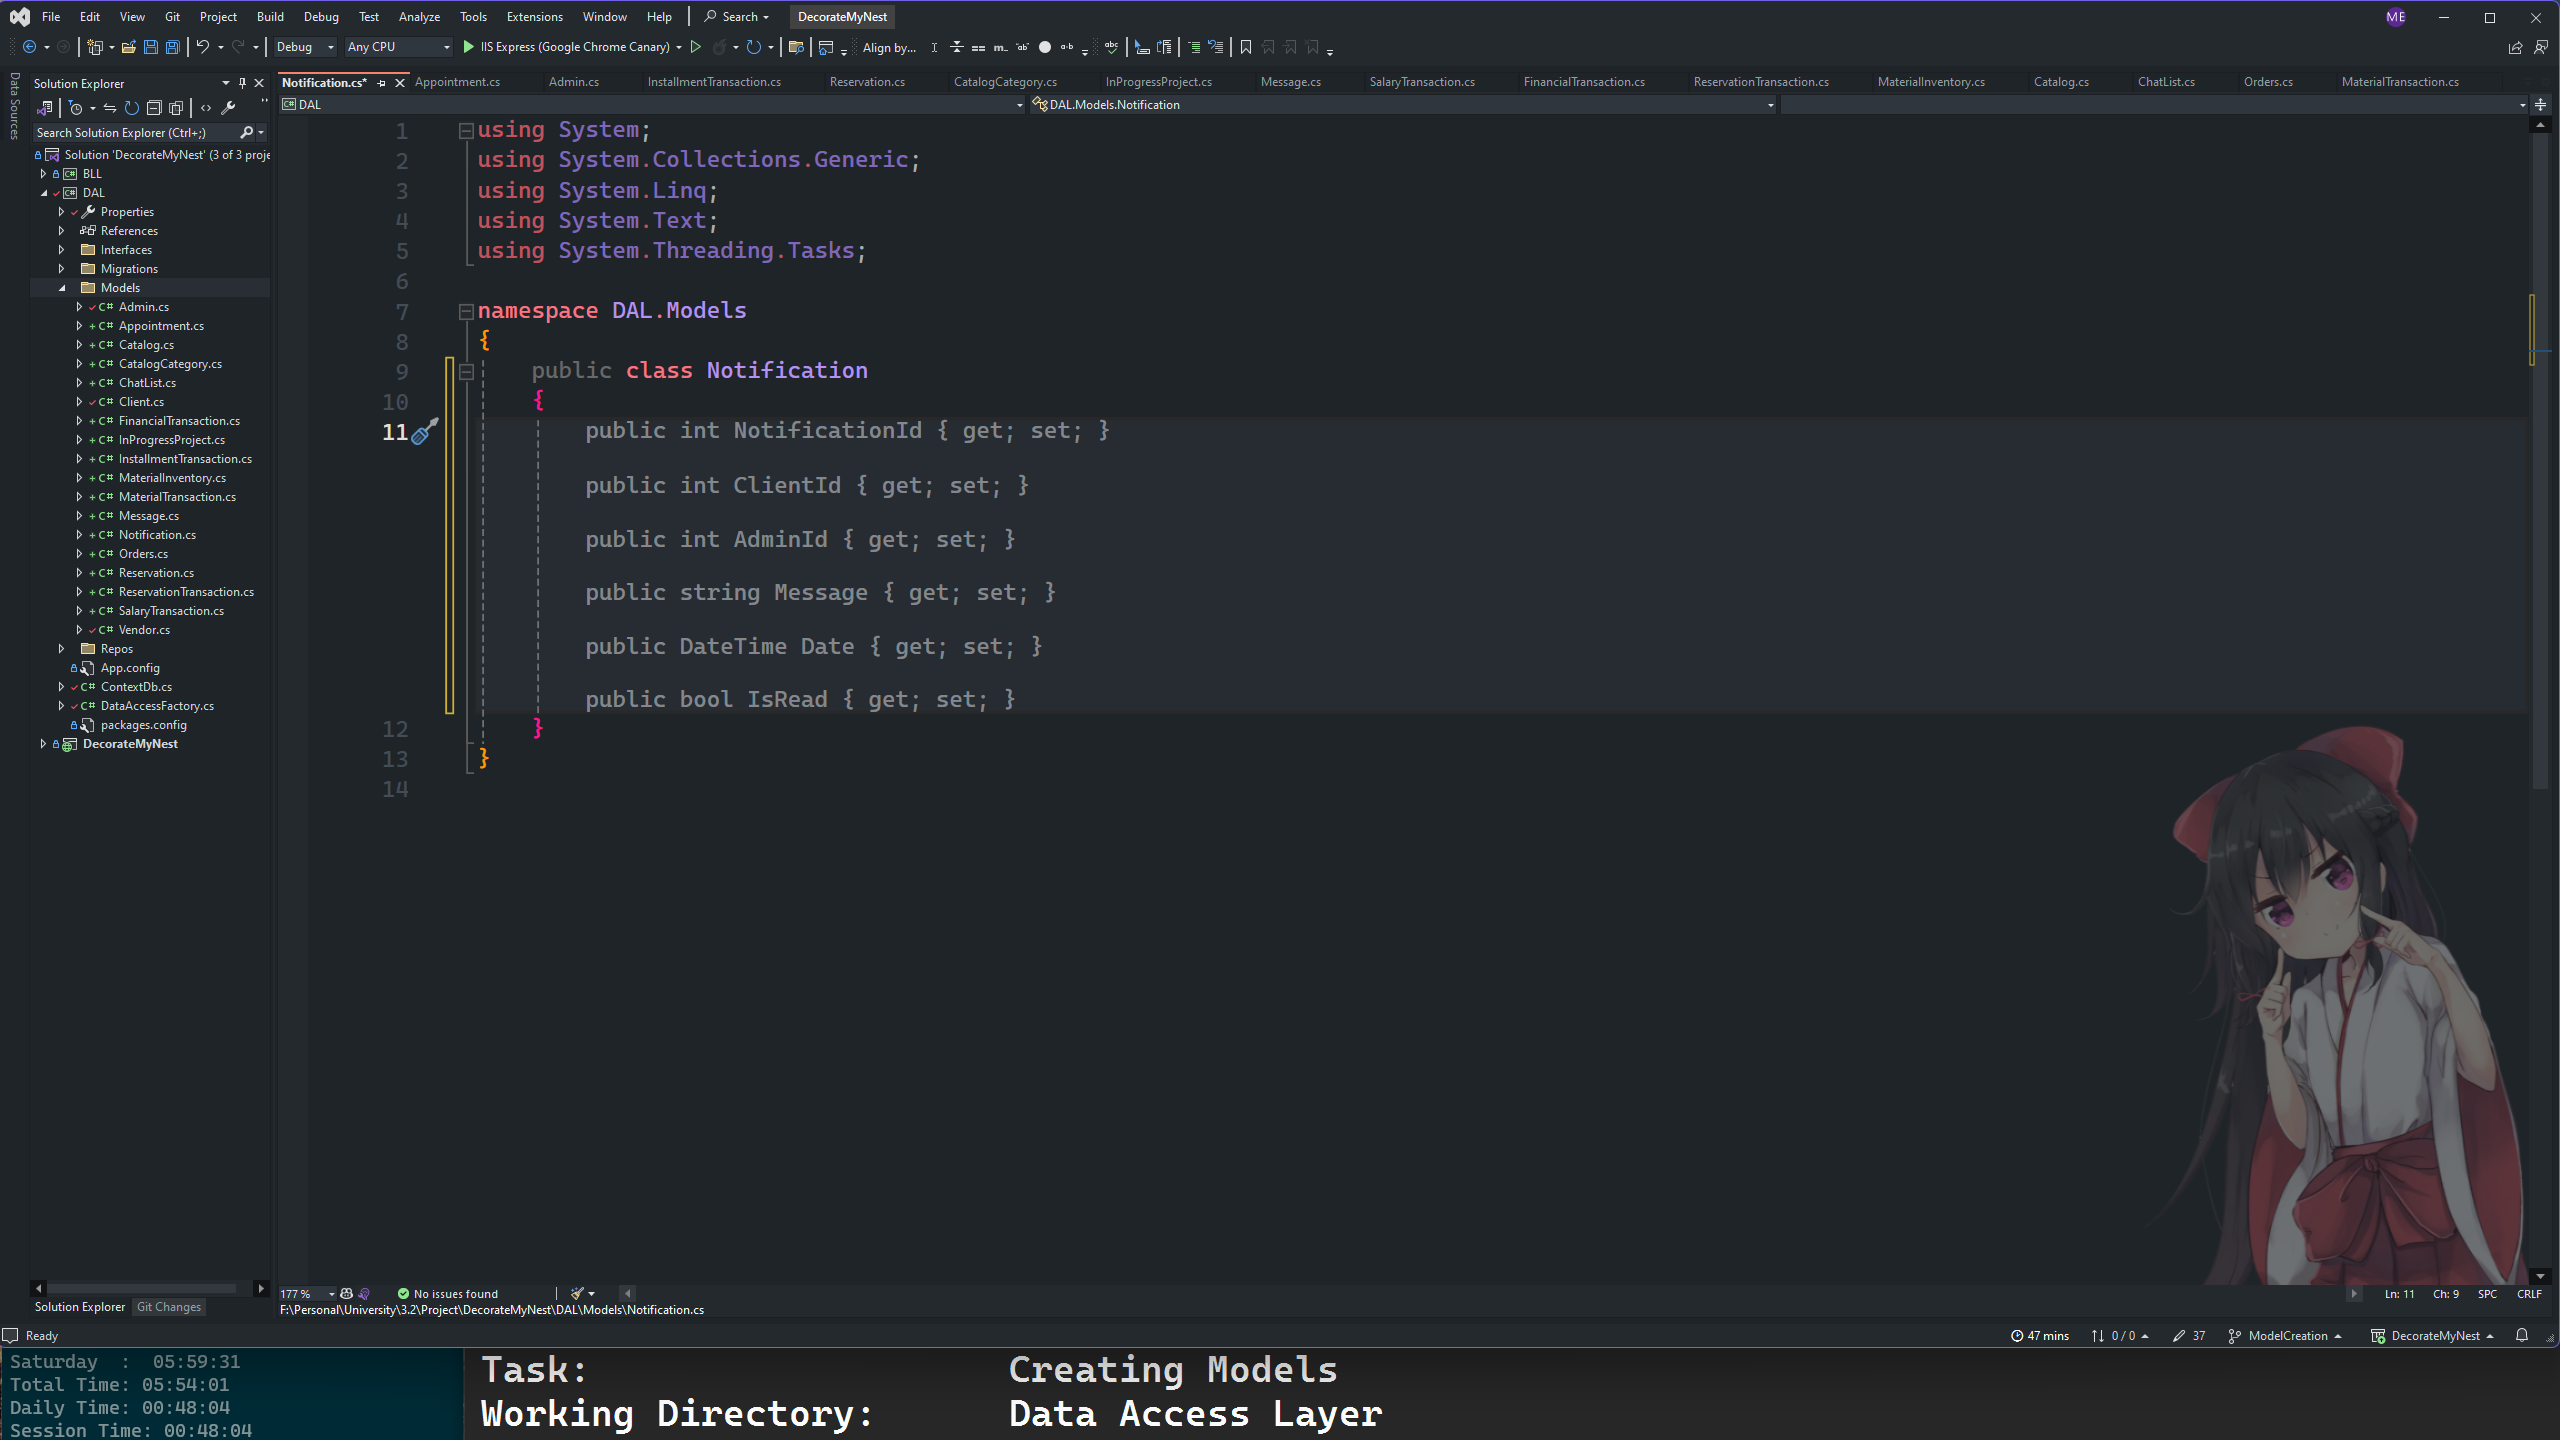 File Edit View Git Project Build Debug Test Analyze Tools Extensions Window Help Search DecorateMyNest ME
Debug Any CPU IIS Express (Google Chrome Canary) Align by...
Data Sources
Solution Explorer
Search Solution Explorer (Ctrl+;)
Solution 'DecorateMyNest' (3 of 3 proje
BLL
DAL
Properties
References
Interfaces
Migrations
Models
Admin.cs
Appointment.cs
Catalog.cs
CatalogCategory.cs
ChatList.cs
Client.cs
FinancialTransaction.cs
InProgressProject.cs
InstallmentTransaction.cs
MaterialInventory.cs
MaterialTransaction.cs
Message.cs
Notification.cs
Orders.cs
Reservation.cs
ReservationTransaction.cs
SalaryTransaction.cs
Vendor.cs
Repos
App.config
ContextDb.cs
DataAccessFactory.cs
packages.config
DecorateMyNest
Solution Explorer Git Changes
Notification.cs* Appointment.cs Admin.cs InstallmentTransaction.cs Reservation.cs CatalogCategory.cs InProgressProject.cs Message.cs SalaryTransaction.cs FinancialTransaction.cs ReservationTransaction.cs MaterialInventory.cs Catalog.cs ChatList.cs Orders.cs MaterialTransaction.cs
DAL DAL.Models.Notification
1 using System;
2 using System.Collections.Generic;
3 using System.Linq;
4 using System.Text;
5 using System.Threading.Tasks;
6
7 namespace DAL.Models
8 {
9 public class Notification
10 {
11 public int NotificationId { get; set; }
public int ClientId { get; set; }
public int AdminId { get; set; }
public string Message { get; set; }
public DateTime Date { get; set; }
public bool IsRead { get; set; }
12 }
13 }
14
177 % No issues found Ln: 11 Ch: 9 SPC CRLF
F:\Personal\University\3.2\Project\DecorateMyNest\DAL\Models\Notification.cs
Ready 47 mins 0 / 0 37 ModelCreation DecorateMyNest
Saturday : 05:59:31
Total Time: 05:54:01
Daily Time: 00:48:04
Session Time: 00:48:04
Task: Creating Models
Working Directory: Data Access Layer